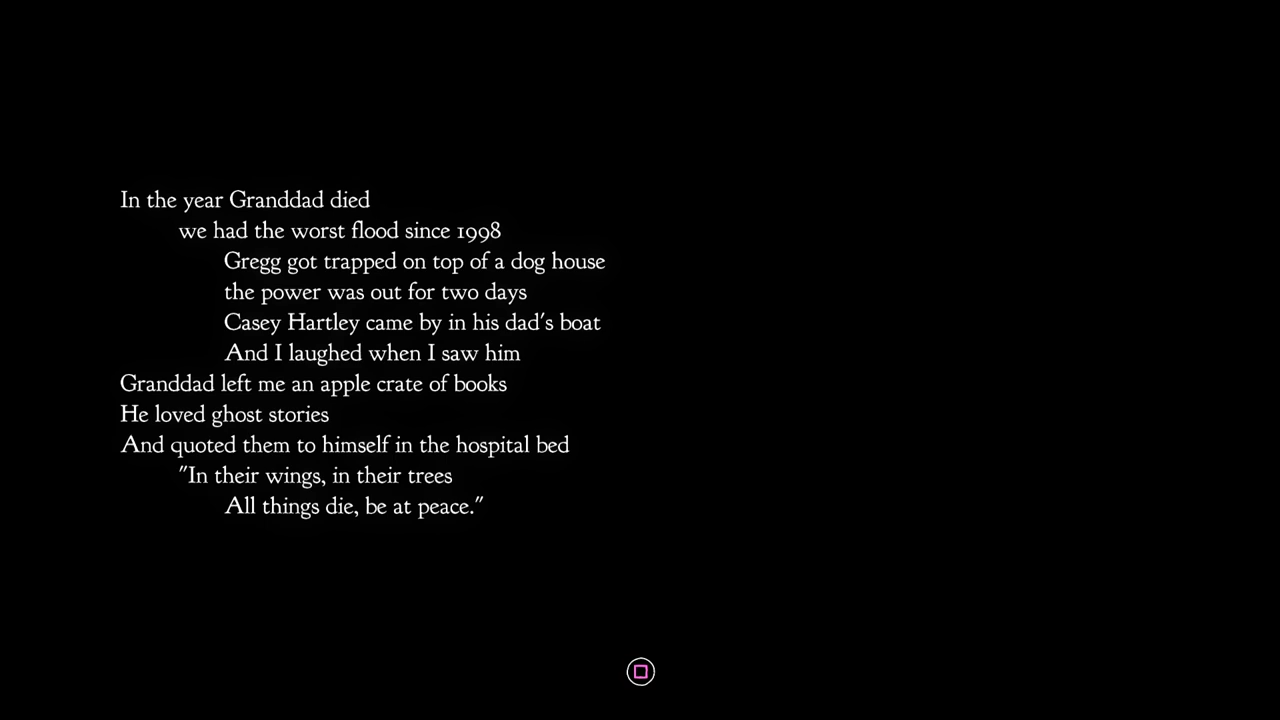 In the year Granddad died
we had the worst flood since 1998
Gregg got trapped on top of a dog house
the power was out for two days
Casey Hartley came by in his dad's boat
And I laughed when I saw him
Granddad left me an apple crate of books
He loved ghost stories
And quoted them to himself in the hospital bed
"In their wings, in their trees
All things die, be at peace."